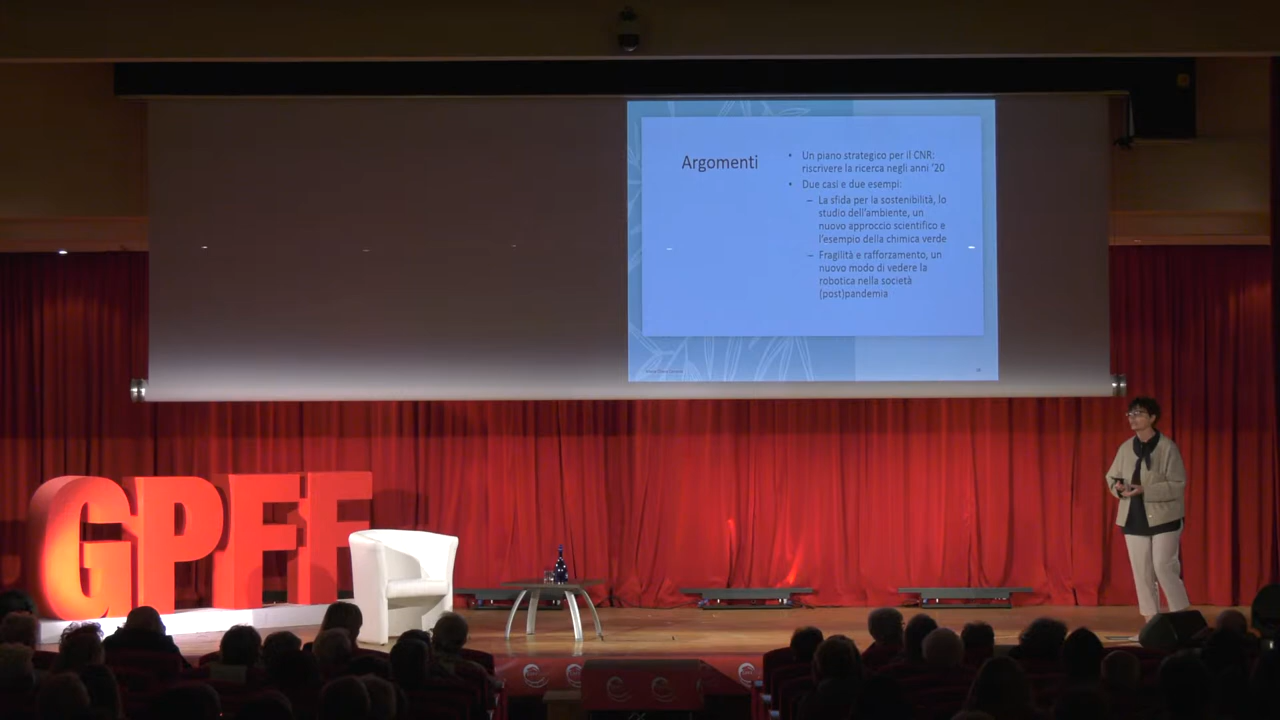 Argomenti
• Un piano strategico per il CNR:
riscrivere la ricerca negli anni '20
• Due casi e due esempi:
– La sfida per la sostenibilità, lo
studio dell'ambiente, un
nuovo approccio scientifico e
l'esempio della chimica verde
– Fragilità e rafforzamento, un
nuovo modo di vedere la
robotica nella società
(post)pandemia
GPFF